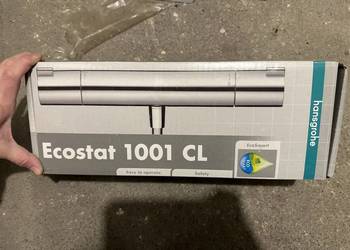 hansgrohe
Ecostat 1001 CL
EcoSmart
Easy to operate
Safety